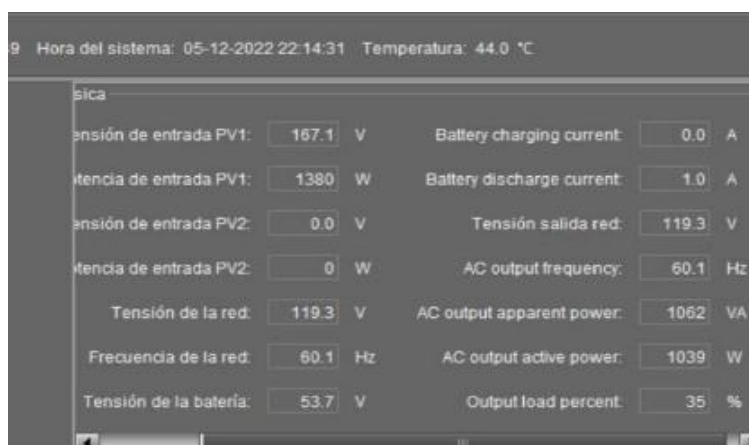 9 Hora del sistema: 05-12-2022 22:14:31 Temperatura: 44.0 °C
sica
ensión de entrada PV1: 167.1 V Battery charging current: 0.0 A
tencia de entrada PV1: 1380 W Battery discharge current: 1.0 A
ensión de entrada PV2: 0.0 V Tensión salida red: 119.3 V
tencia de entrada PV2: 0 W AC output frequency: 60.1 Hz
Tensión de la red: 119.3 V AC output apparent power: 1062 VA
Frecuencia de la red: 60.1 Hz AC output active power: 1039 W
Tensión de la batería: 53.7 V Output load percent: 35 %